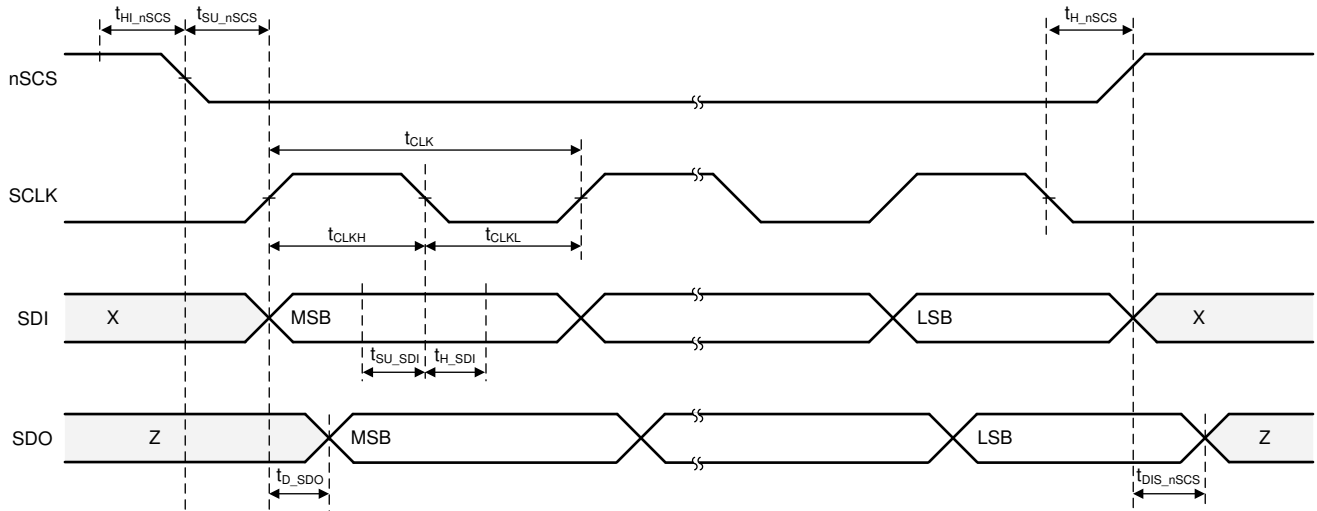 tHI_nSCS tSU_nSCS tH_nSCS
nSCS
tCLK
SCLK
tCLKH tCLKL
SDI X MSB LSB X
tSU_SDI tH_SDI
SDO Z MSB LSB Z
tD_SDO tDIS_nSCS